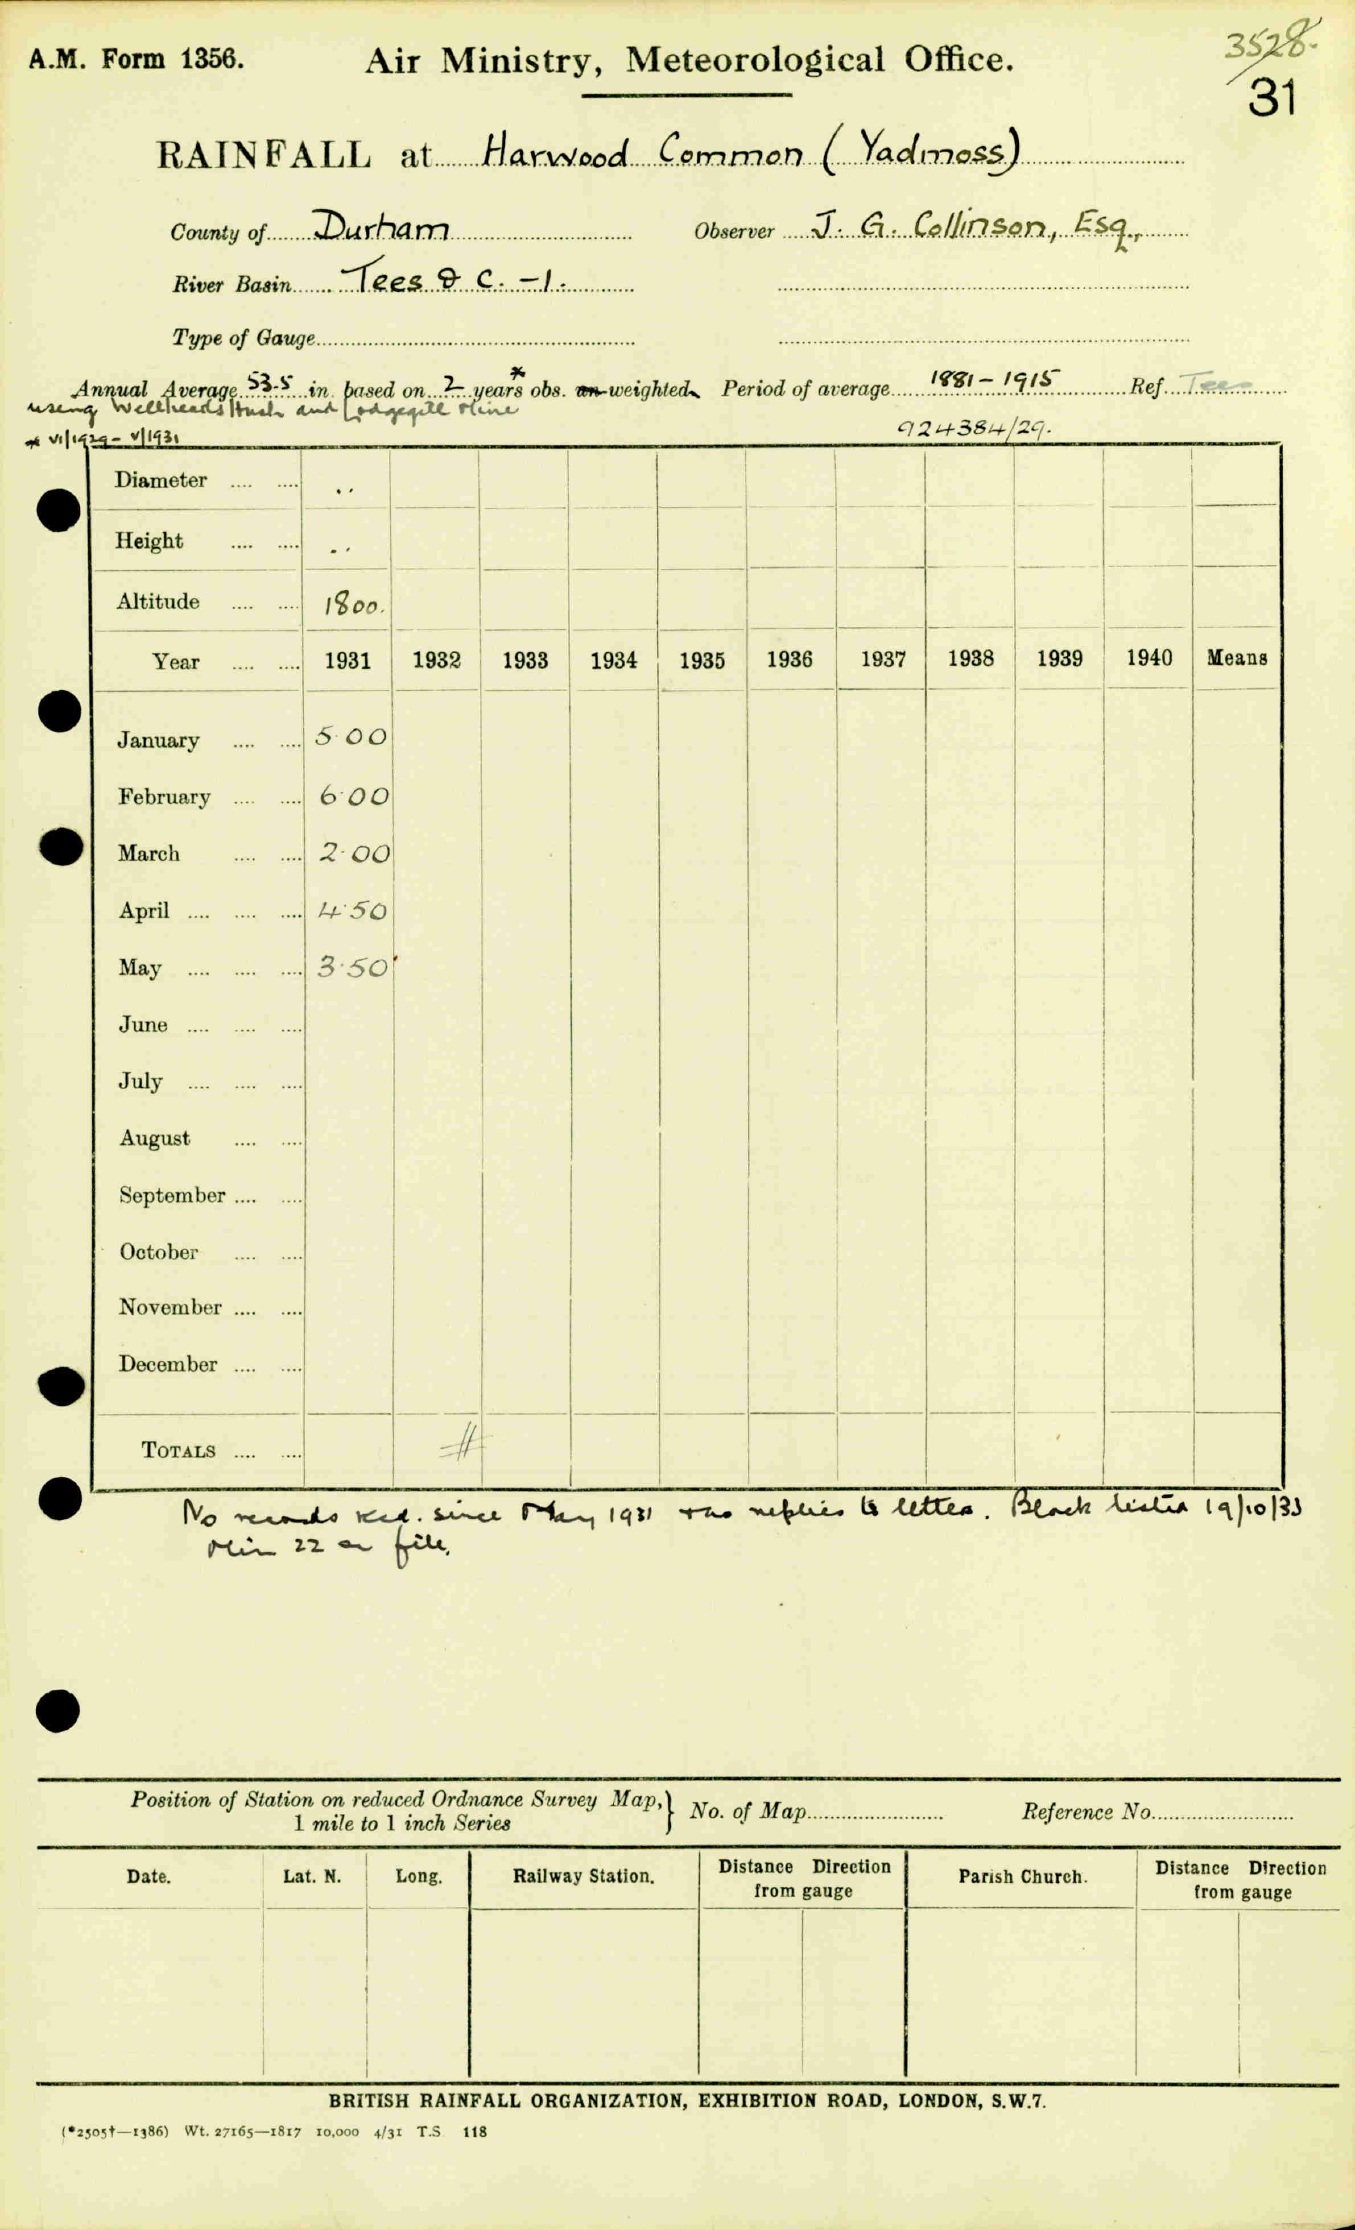 A.M. Form 1356. Air Ministry, Meteorological Office. 3528.
31
RAINFALL at Harwood Common (Yadmoss)
County of Durham Observer J. G. Collinson, Esq.,
River Basin Tees & C. -1.
Type of Gauge
Annual Average 53.5 in. based on 2 years* obs. un-weighted. Period of average 1881-1915 Ref. Tees
using Wellheads Hush and Lodgegill Mine
* VI/1929 - V/1931 924384/29.
Diameter .... .... ..
Height .... .... ..
Altitude .... .... 1800.
Year .... .... 1931 1932 1933 1934 1935 1936 1937 1938 1939 1940 Means
January .... .... 5.00
February .... .... 6.00
March .... .... 2.00
April .... .... .... 4.50
May .... .... .... 3.50
June .... .... ....
July .... .... ....
August .... ....
September .... ....
October .... ....
November .... ....
December .... ....
TOTALS .... ....
No records recd. since May 1931 & no replies to letters. Black listed 19/10/33
Min 22 on file.
Position of Station on reduced Ordnance Survey Map, } No. of Map Reference No.
1 mile to 1 inch Series
Date. Lat. N. Long. Railway Station. Distance Direction from gauge Parish Church. Distance Direction from gauge
BRITISH RAINFALL ORGANIZATION, EXHIBITION ROAD, LONDON, S.W.7.
(*2505†—1386) Wt. 27165—1817 10,000 4/31 T.S. 118